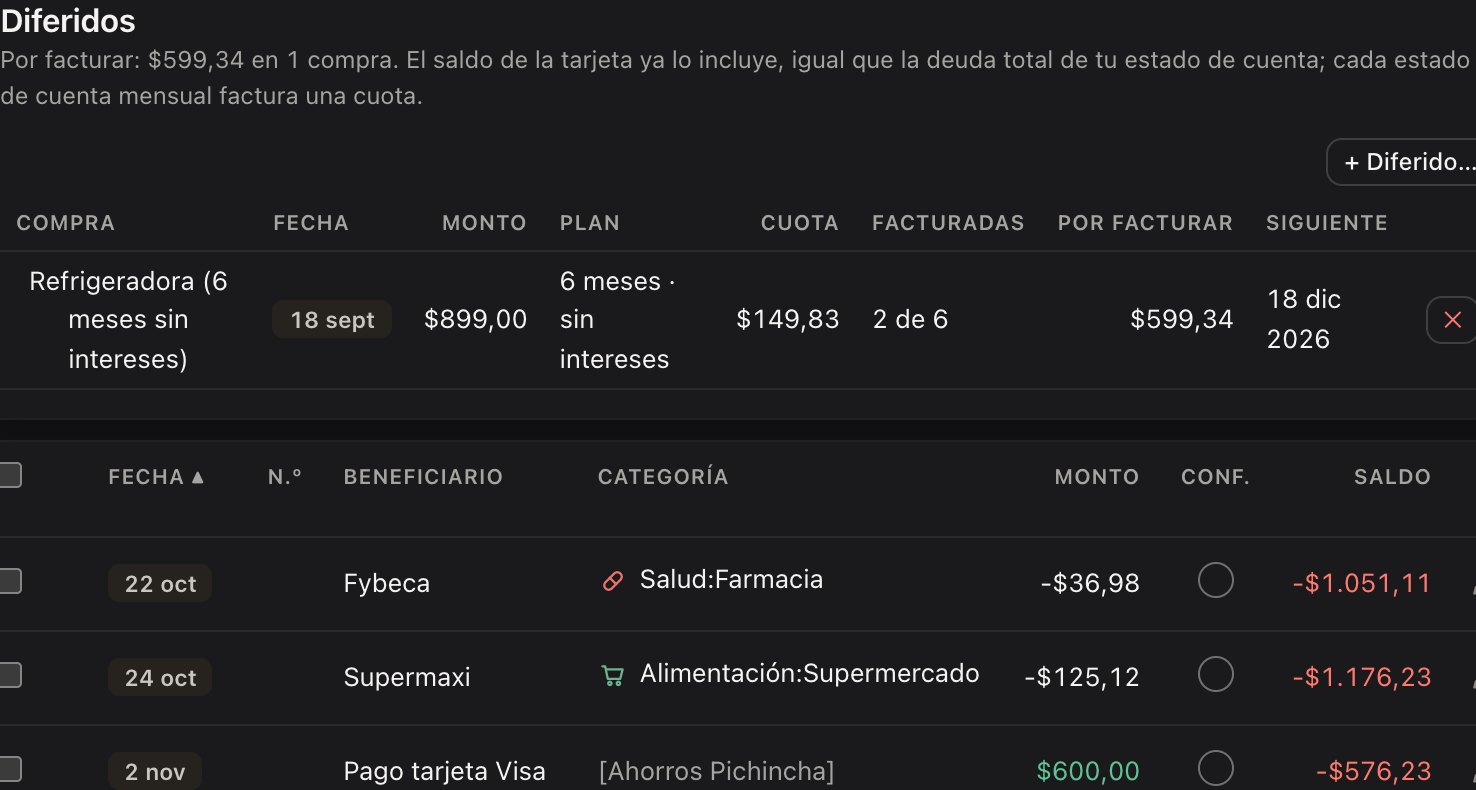 Diferidos
Por facturar: $599,34 en 1 compra. El saldo de la tarjeta ya lo incluye, igual que la deuda total de tu estado de cuenta; cada estado
de cuenta mensual factura una cuota.
+ Diferido...
COMPRA FECHA MONTO PLAN CUOTA FACTURADAS POR FACTURAR SIGUIENTE
Refrigeradora (6 meses sin intereses) 18 sept $899,00 6 meses · sin intereses $149,83 2 de 6 $599,34 18 dic 2026
FECHA ▲ N.º BENEFICIARIO CATEGORÍA MONTO CONF. SALDO
22 oct Fybeca Salud:Farmacia -$36,98 -$1.051,11
24 oct Supermaxi Alimentación:Supermercado -$125,12 -$1.176,23
2 nov Pago tarjeta Visa [Ahorros Pichincha] $600,00 -$576,23